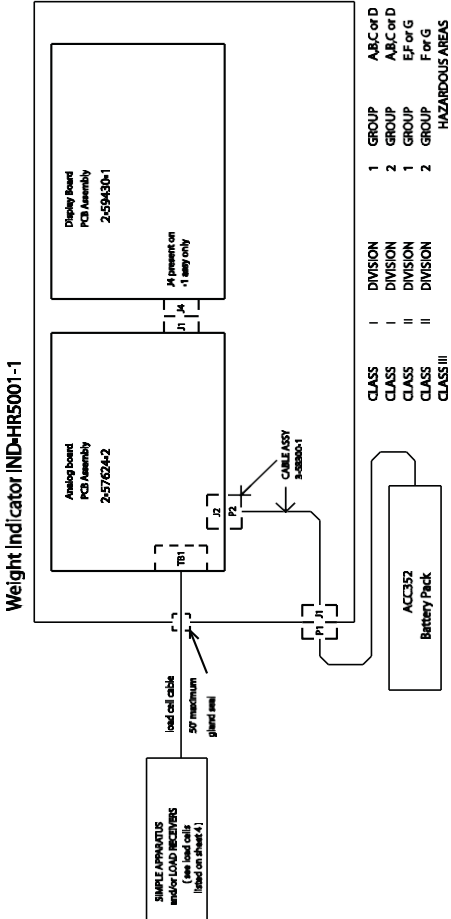 Weight Indicator IND-HR5001-1
Display Board
PCB Assembly
2-59430-1
J4 present on
-1 assy only
J1
J4
Analog board
PCB Assembly
2-57624-2
TB1
J2
P2
CABLE ASSY
3-58300-1
load cell cable
50' maximum
gland seal
P1
J1
SIMPLE APPARATUS
and/or LOAD RECEIVERS
( see load cells
listed on sheet 4 )
ACC352
Battery Pack
CLASS I DIVISION 1 GROUP A,B,C or D
CLASS I DIVISION 2 GROUP A,B,C or D
CLASS II DIVISION 1 GROUP E,F or G
CLASS II DIVISION 2 GROUP F or G
CLASS III HAZARDOUS AREAS